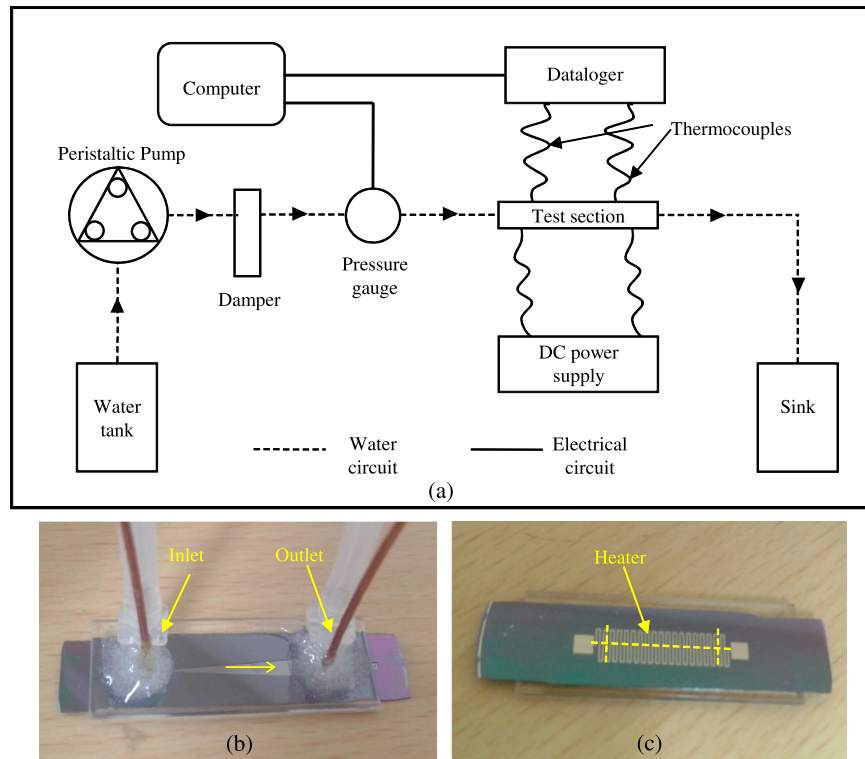 Computer
Dataloger
Thermocouples
Peristaltic Pump
Test section
Pressure
gauge
Damper
DC power
supply
Water
tank
Sink
Water
circuit
Electrical
circuit
(a)
Inlet
Outlet
(b)
Heater
(c)